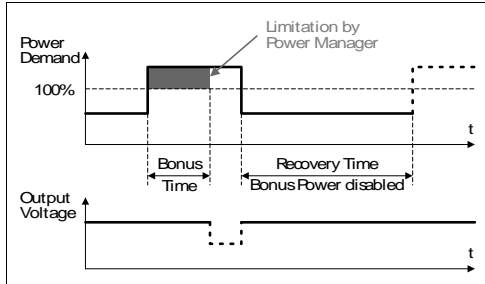 Limitation by
Power Manager
Power
Demand
100%
t
Bonus
Time
Recovery Time
Bonus Power disabled
Output
Voltage
t